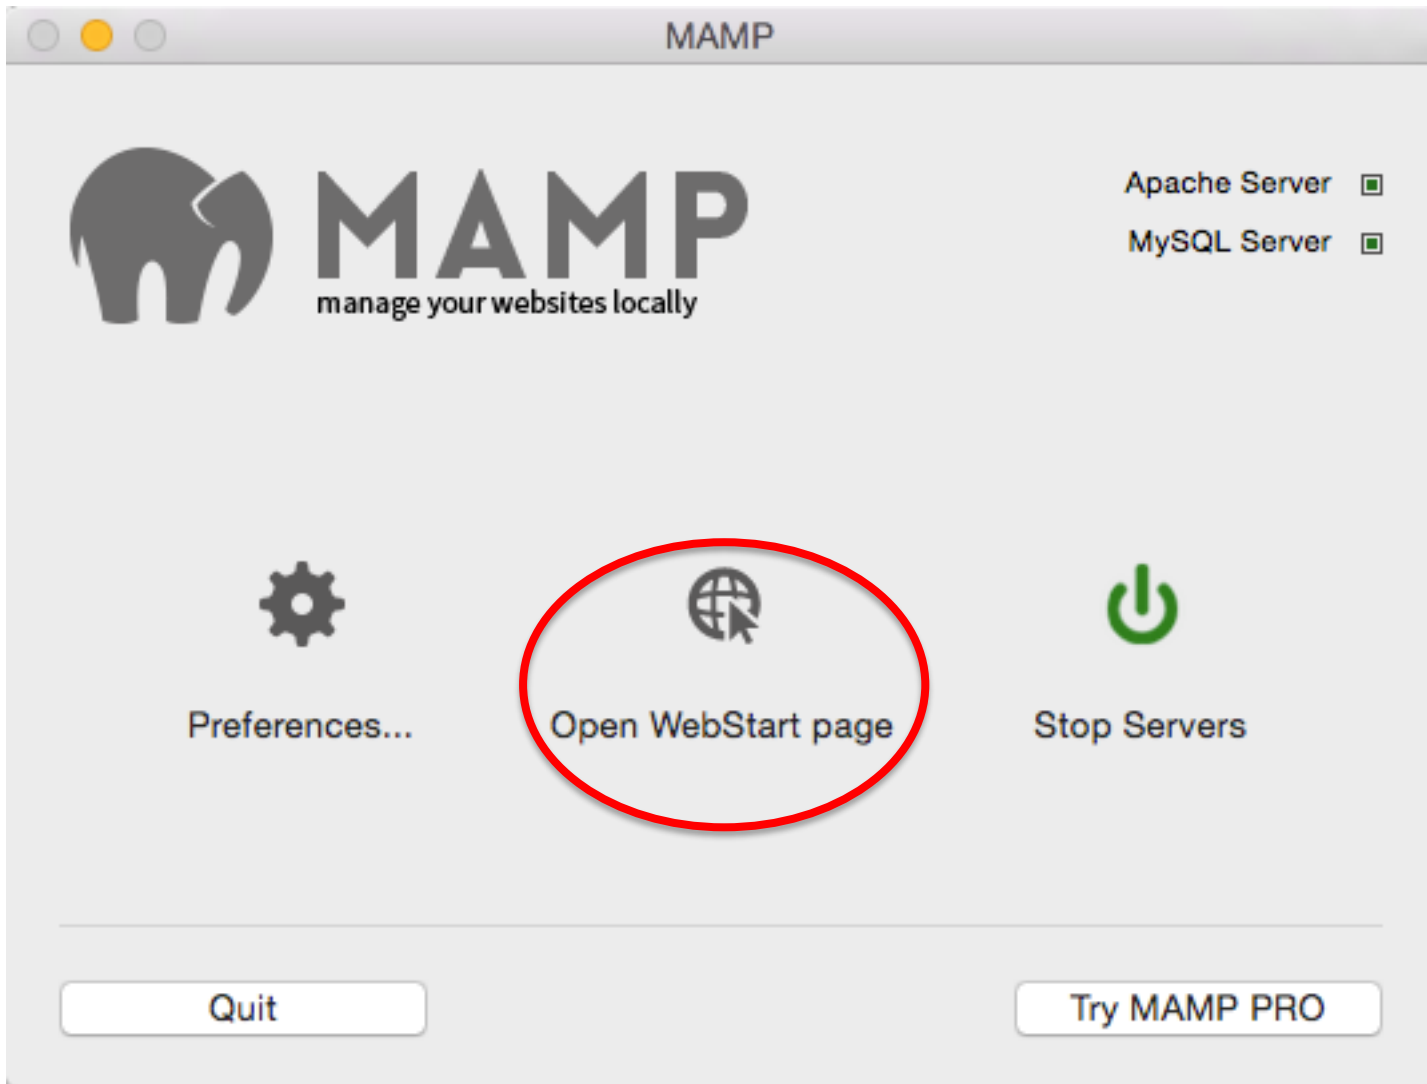 MAMP
MAMP
manage your websites locally
Apache Server
MySQL Server
Preferences...
Open WebStart page
Stop Servers
Quit
Try MAMP PRO